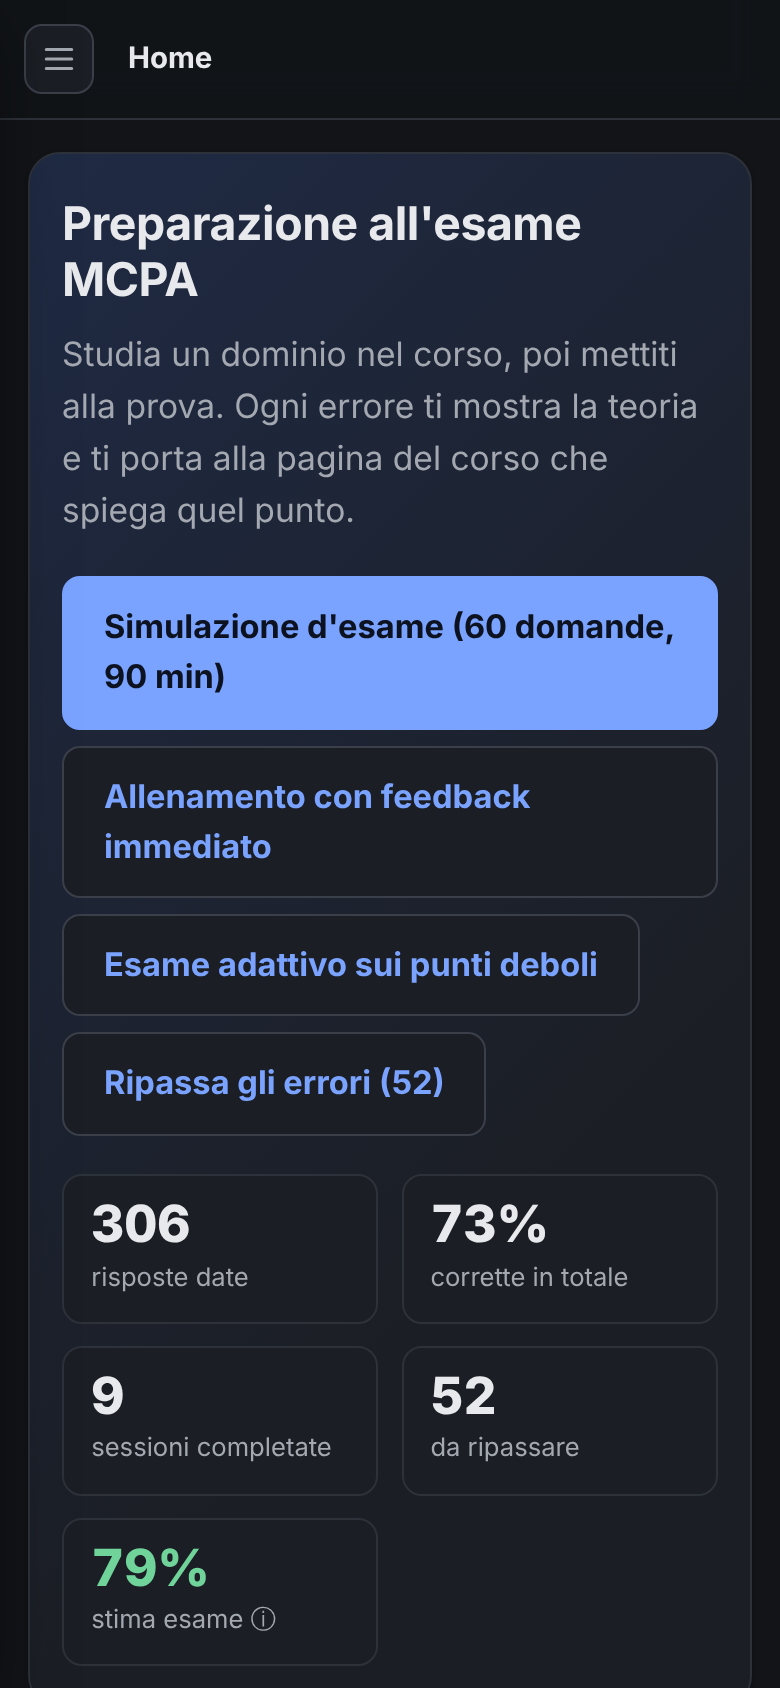 Home
Preparazione all'esame
MCPA
Studia un dominio nel corso, poi mettiti
alla prova. Ogni errore ti mostra la teoria
e ti porta alla pagina del corso che
spiega quel punto.
Simulazione d'esame (60 domande,
90 min)
Allenamento con feedback
immediato
Esame adattivo sui punti deboli
Ripassa gli errori (52)
306
risposte date
73%
corrette in totale
9
sessioni completate
52
da ripassare
79%
stima esame ⓘ